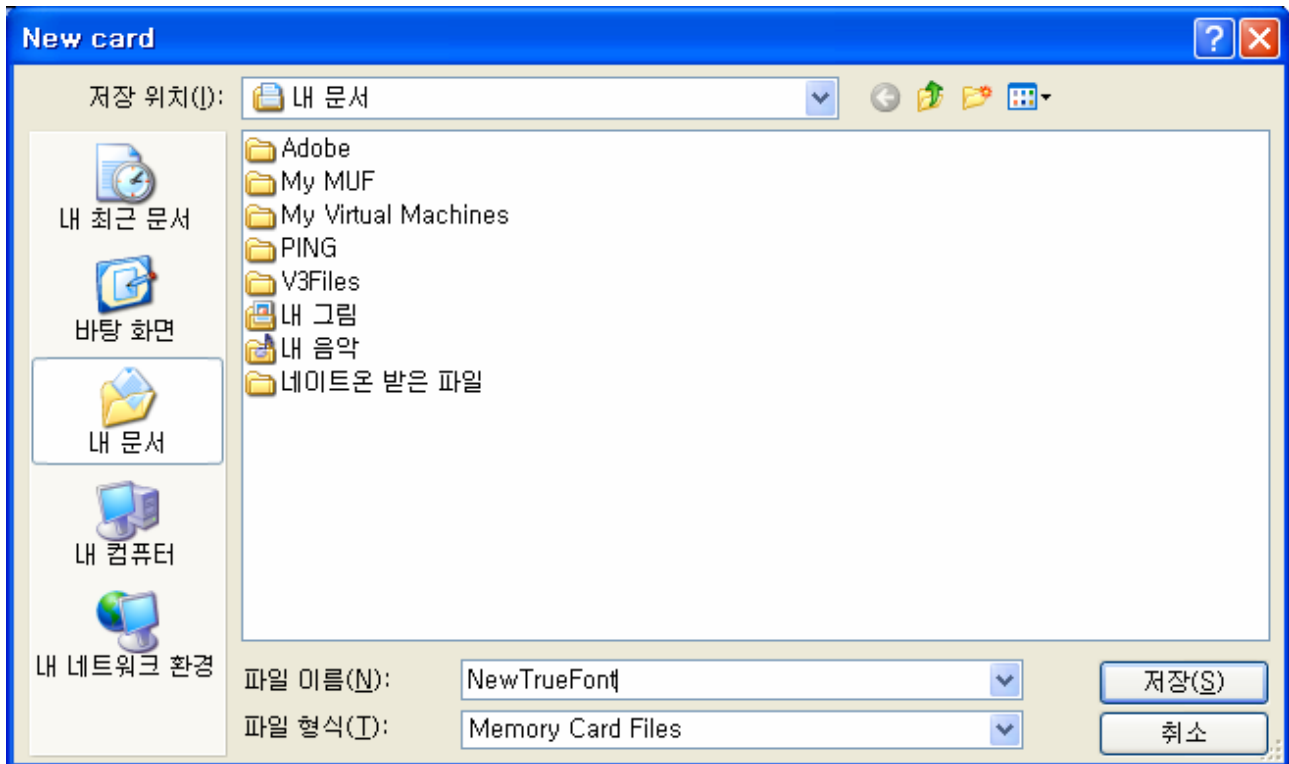 New card
저장 위치(I): 내 문서
내 최근 문서
바탕 화면
내 문서
내 컴퓨터
내 네트워크 환경
Adobe
My MUF
My Virtual Machines
PING
V3Files
내 그림
내 음악
네이트온 받은 파일
파일 이름(N): NewTrueFont 저장(S)
파일 형식(T): Memory Card Files 취소